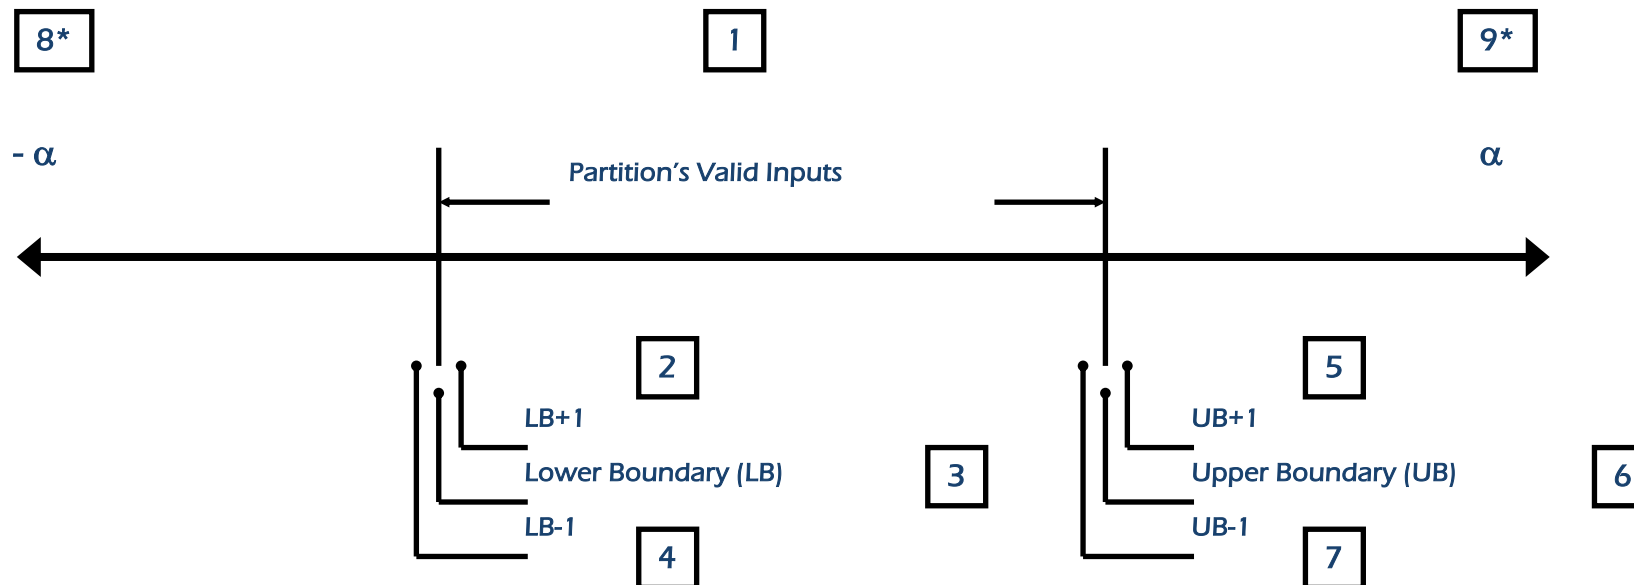 8*
1
9*
- α
α
Partition's Valid Inputs
2
5
LB+1
UB+1
Lower Boundary (LB)
3
Upper Boundary (UB)
6
LB-1
UB-1
4
7